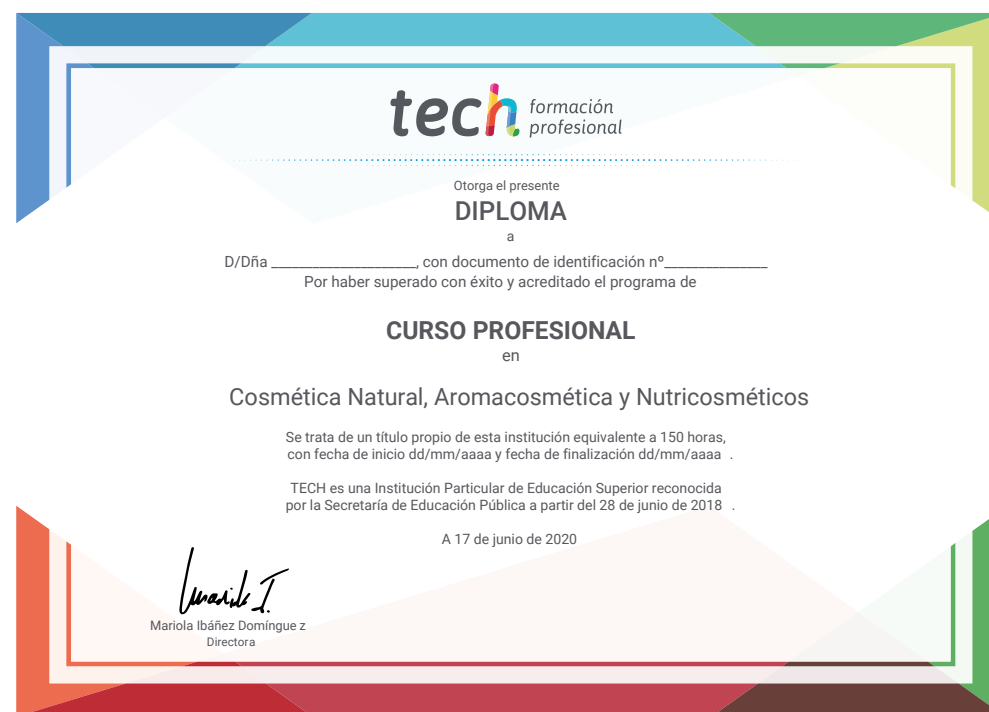 tech formación
profesional
Otorga el presente
DIPLOMA
a
D/Dña _____________________, con documento de identificación nº_______________
Por haber superado con éxito y acreditado el programa de
CURSO PROFESIONAL
en
Cosmética Natural, Aromacosmética y Nutricosméticos
Se trata de un título propio de esta institución equivalente a 150 horas,
con fecha de inicio dd/mm/aaaa y fecha de finalización dd/mm/aaaa .
TECH es una Institución Particular de Educación Superior reconocida
por la Secretaría de Educación Pública a partir del 28 de junio de 2018 .
A 17 de junio de 2020
Mariola I.
Mariola Ibáñez Domíngue z
Directora